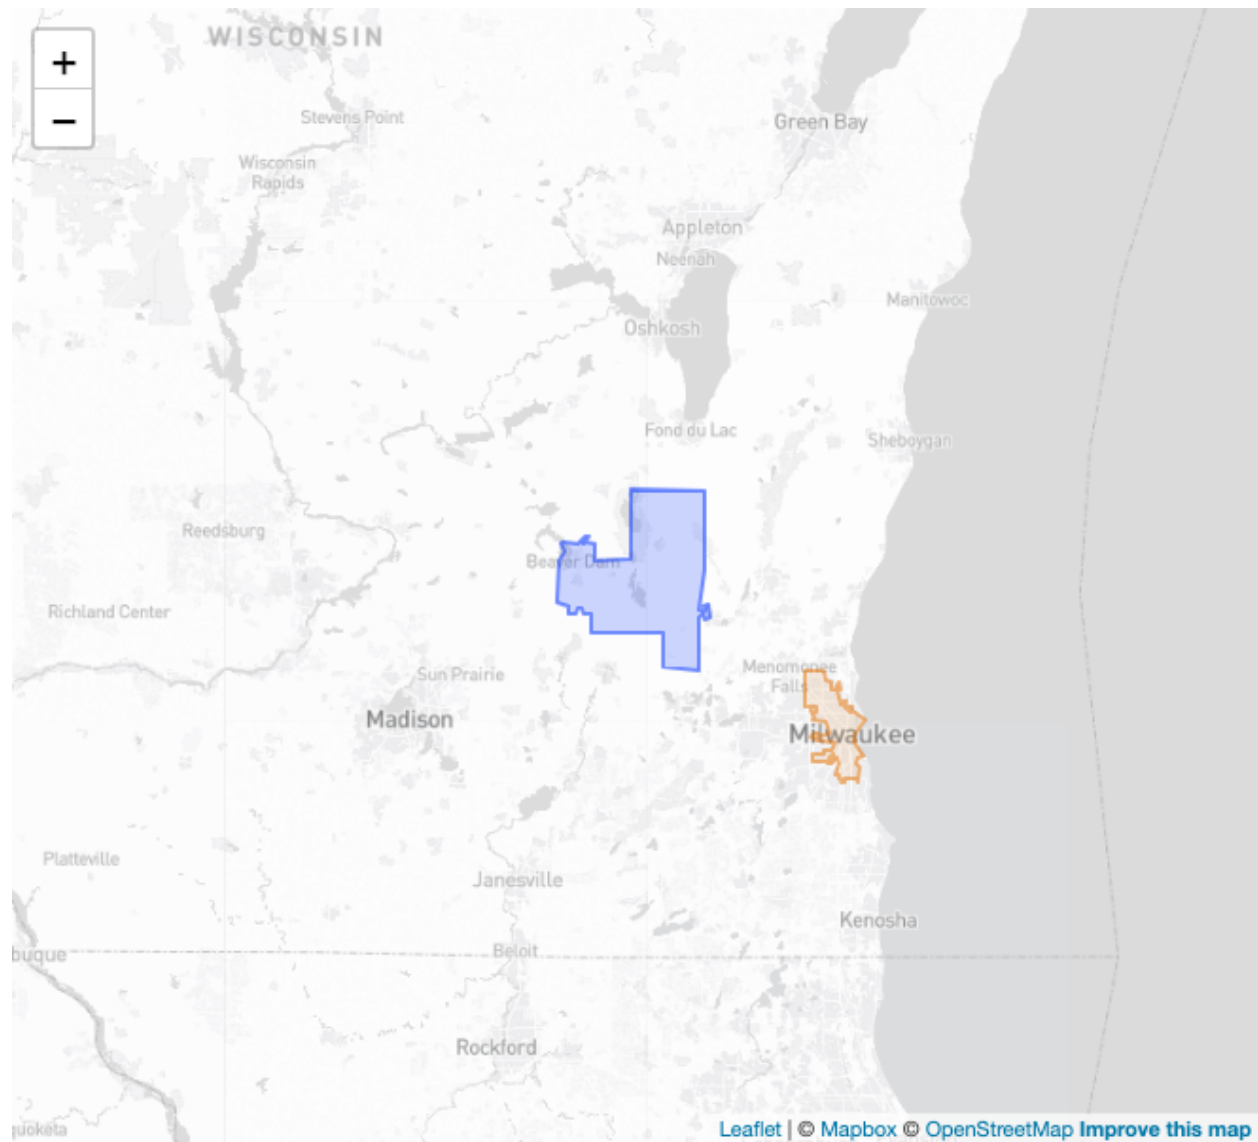 WISCONSIN
+
−
Stevens Point
Green Bay
Wisconsin
Rapids
Appleton
Neenah
Manitowoc
Oshkosh
Fond du Lac
Sheboygan
Reedsburg
Beaver Dam
Richland Center
Menomonee
Falls
Sun Prairie
Madison
Milwaukee
Platteville
Janesville
Kenosha
buque
Beloit
Rockford
quoketa
Leaflet | © Mapbox © OpenStreetMap Improve this map